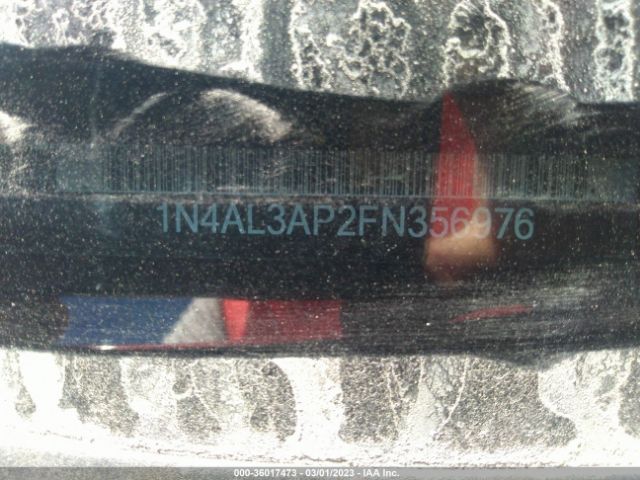 1N4AL3AP2FN356976
000-36017473 - 03/01/2023 - IAA Inc.